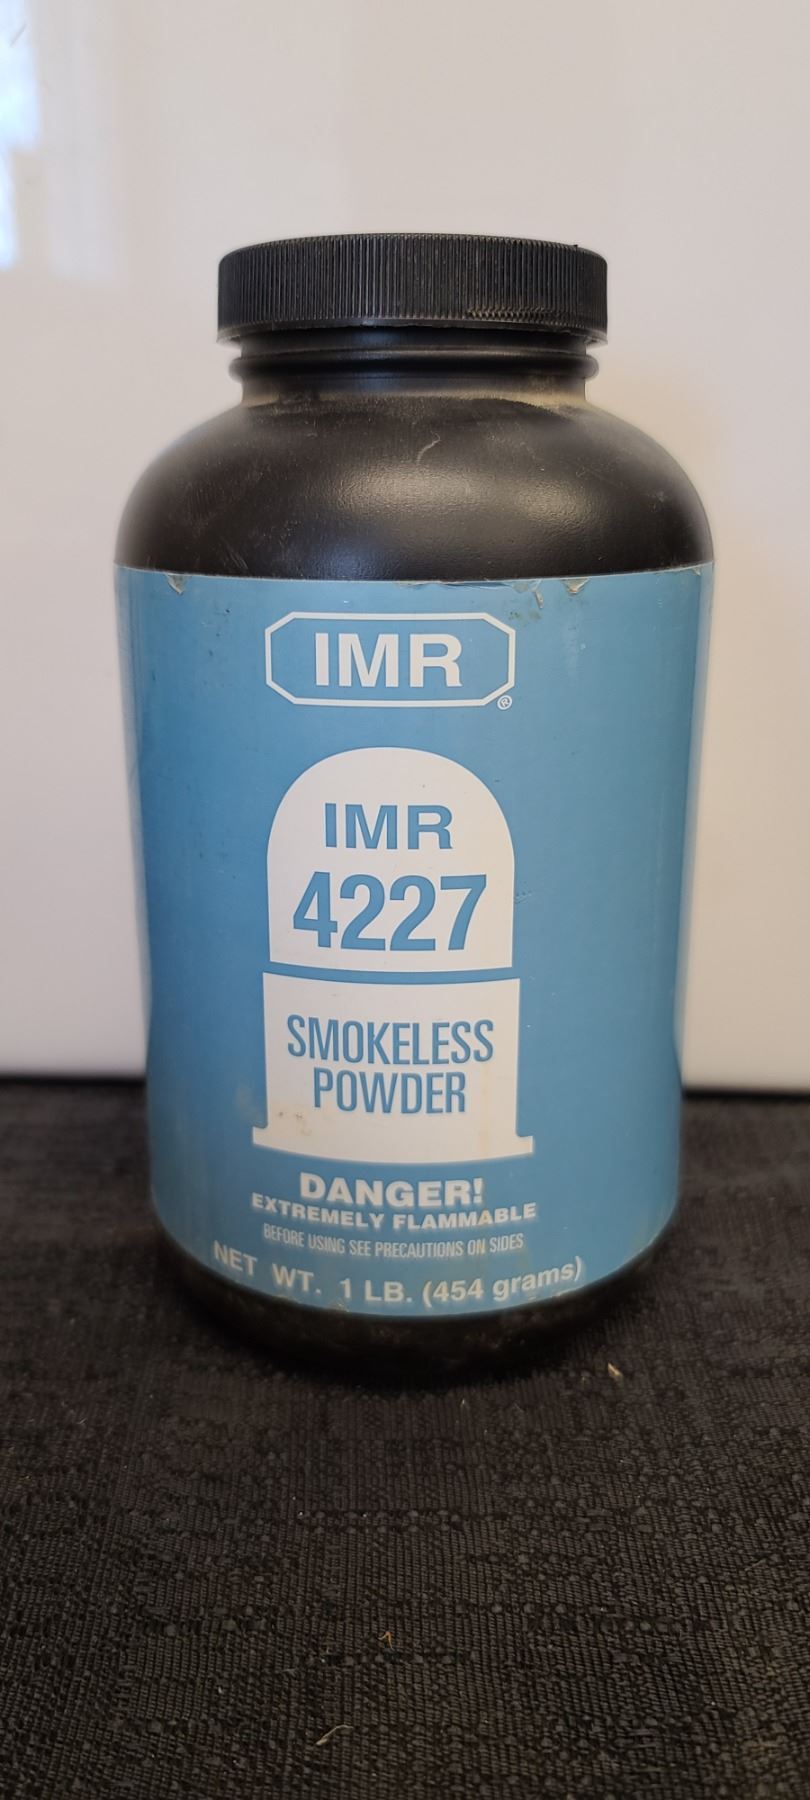 IMR
®
IMR
4227
SMOKELESS
POWDER
DANGER!
EXTREMELY FLAMMABLE
BEFORE USING SEE PRECAUTIONS ON SIDES
NET WT. 1 LB. (454 grams)